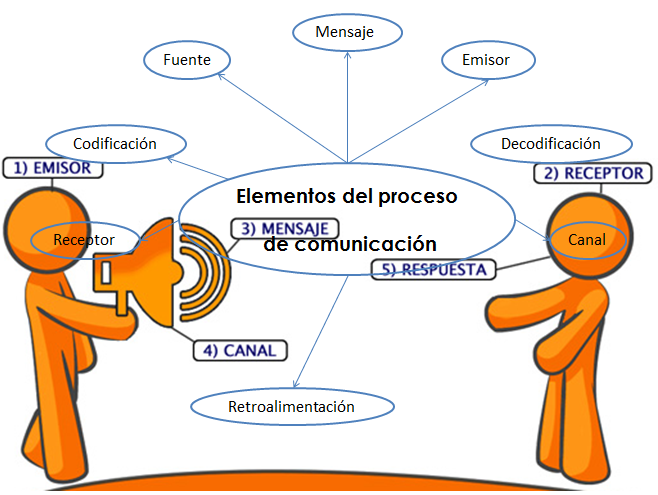 Mensaje
Fuente
Emisor
Codificación
Decodificación
1) EMISOR
2) RECEPTOR
Elementos del proceso
3) MENSAJE
Receptor
de comunicación
Canal
5) RESPUESTA
4) CANAL
Retroalimentación